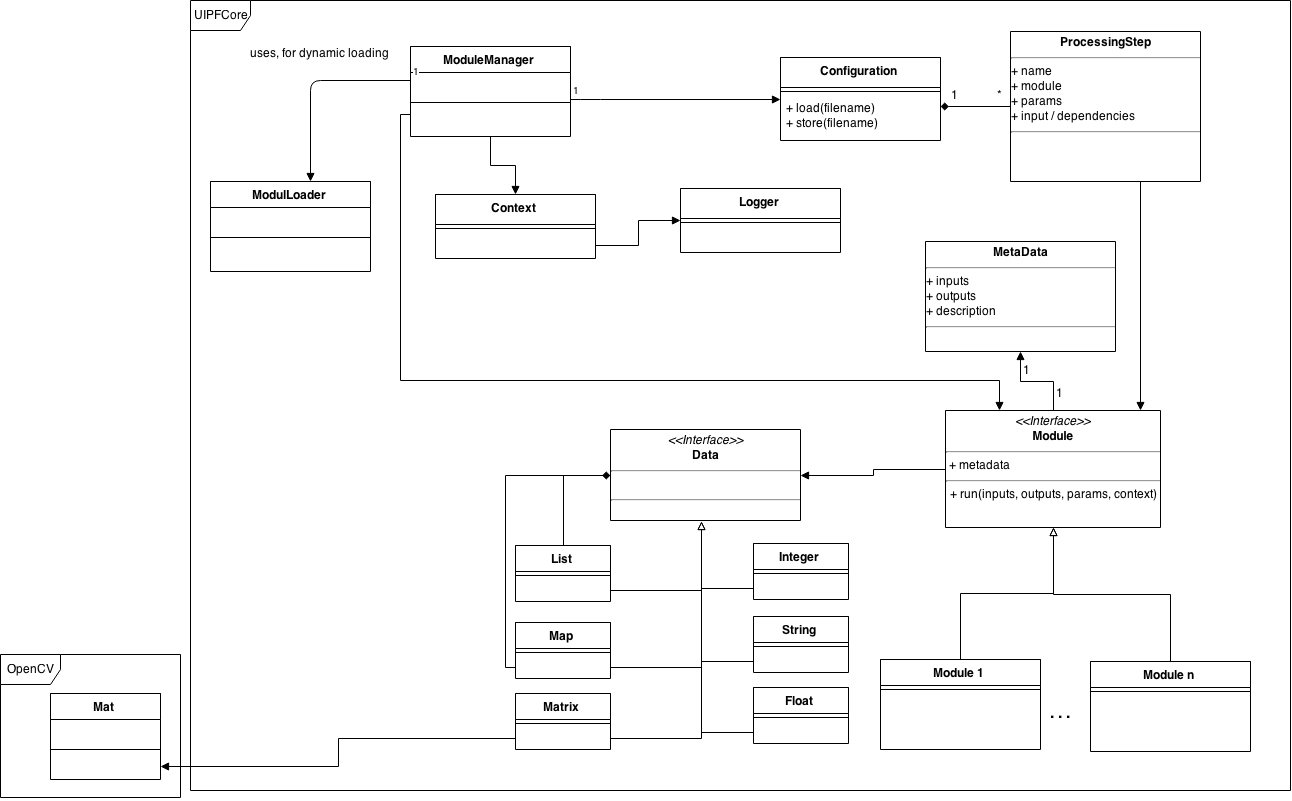 UIPFCore
uses, for dynamic loading
ModuleManager
-1
1
Configuration
+ load(filename)
+ store(filename)
1
*
ProcessingStep
+ name
+ module
+ params
+ input / dependencies
ModulLoader
Context
Logger
MetaData
+ inputs
+ outputs
+ description
1
1
<<Interface>>
Module
+ metadata
+ run(inputs, outputs, params, context)
<<Interface>>
Data
List
Integer
Map
String
Matrix
Float
Module 1
...
Module n
OpenCV
Mat